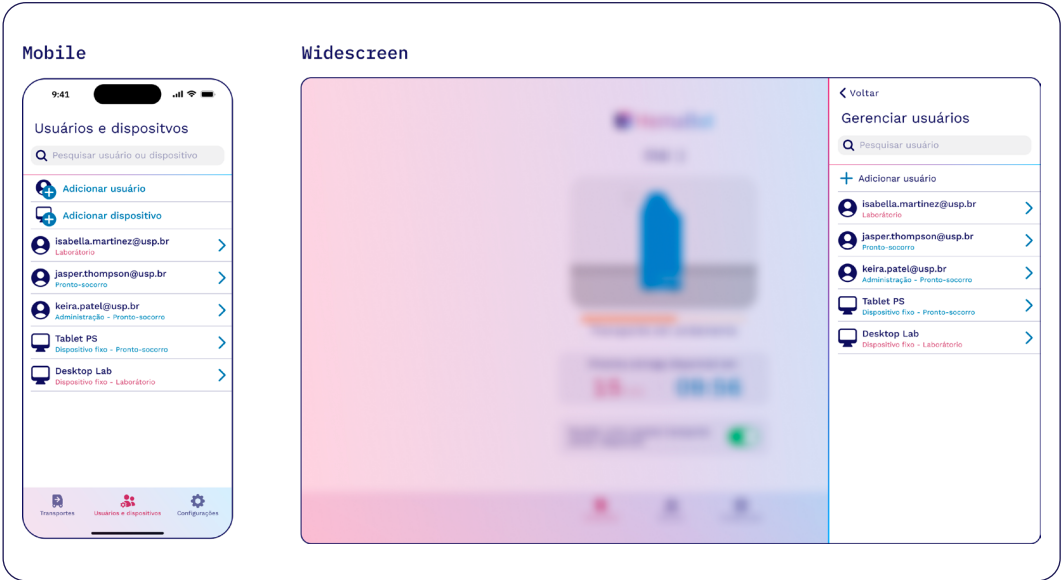 Mobile
9:41
Usuários e dispositvos
Pesquisar usuário ou dispositivo
Adicionar usuário
Adicionar dispositivo
isabella.martinez@usp.br
Laboratório
jasper.thompson@usp.br
Pronto-socorro
keira.patel@usp.br
Administração - Pronto-socorro
Tablet PS
Dispositivo fixo - Pronto-socorro
Desktop Lab
Dispositivo fixo - Laboratório
Transportes
Usuários e dispositivos
Configurações
Widescreen
Voltar
Gerenciar usuários
Pesquisar usuário
Adicionar usuário
isabella.martinez@usp.br
Laboratório
jasper.thompson@usp.br
Pronto-socorro
keira.patel@usp.br
Administração - Pronto-socorro
Tablet PS
Dispositivo fixo - Pronto-socorro
Desktop Lab
Dispositivo fixo - Laboratório